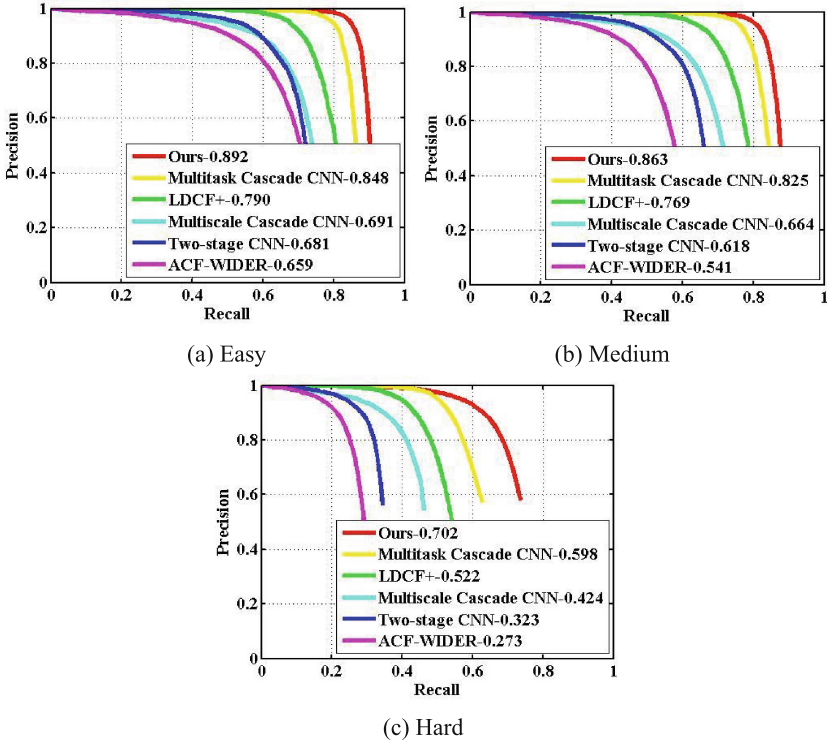 1
0.8
0.6
0.4
0.2
0
0
0.2
0.4
0.6
0.8
1
Precision
Recall
Ours-0.892
Multitask Cascade CNN-0.848
LDCF+-0.790
Multiscale Cascade CNN-0.691
Two-stage CNN-0.681
ACF-WIDER-0.659
(a) Easy
1
0.8
0.6
0.4
0.2
0
0
0.2
0.4
0.6
0.8
1
Precision
Recall
Ours-0.863
Multitask Cascade CNN-0.825
LDCF+-0.769
Multiscale Cascade CNN-0.664
Two-stage CNN-0.618
ACF-WIDER-0.541
(b) Medium
1
0.8
0.6
0.4
0.2
0
0
0.2
0.4
0.6
0.8
1
Precision
Recall
Ours-0.702
Multitask Cascade CNN-0.598
LDCF+-0.522
Multiscale Cascade CNN-0.424
Two-stage CNN-0.323
ACF-WIDER-0.273
(c) Hard